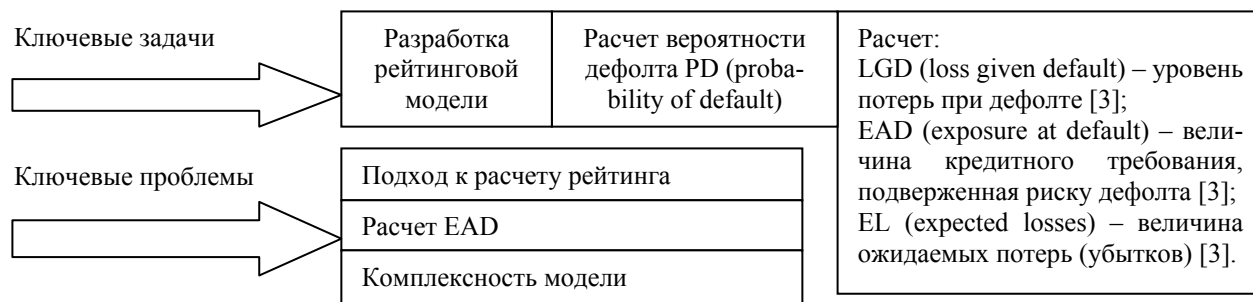 Ключевые задачи
Разработка
рейтинговой
модели
Расчет вероятности
дефолта PD (proba-
bility of default)
Расчет:
LGD (loss given default) – уровень
потерь при дефолте [3];
EAD (exposure at default) – вели-
чина кредитного требования,
подверженная риску дефолта [3];
EL (expected losses) – величина
ожидаемых потерь (убытков) [3].
Ключевые проблемы
Подход к расчету рейтинга
Расчет EAD
Комплексность модели